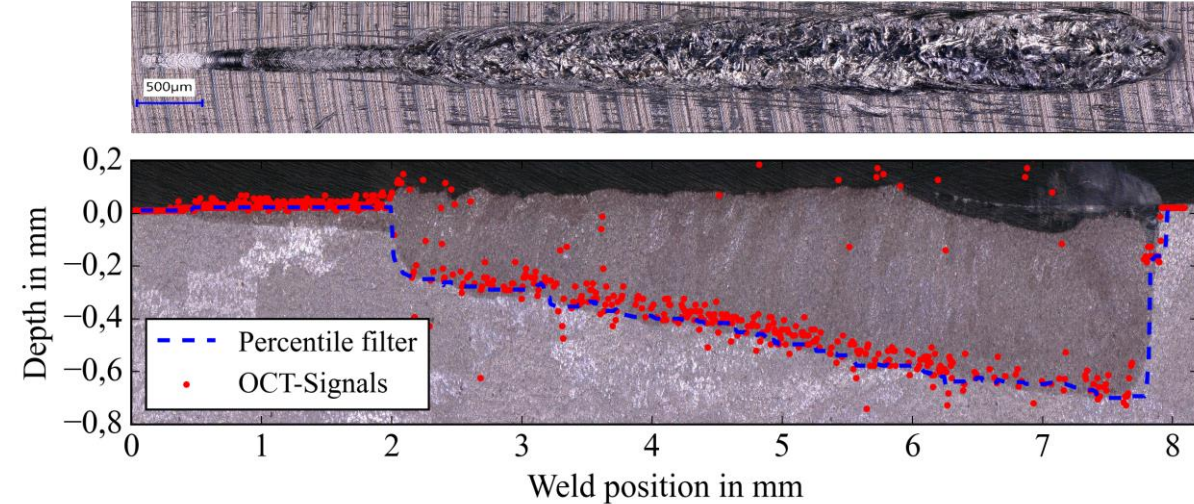 500µm
0,2
0,0
−0,2
−0,4
−0,6
−0,8
Depth in mm
Percentile filter
OCT-Signals
0 1 2 3 4 5 6 7 8
Weld position in mm